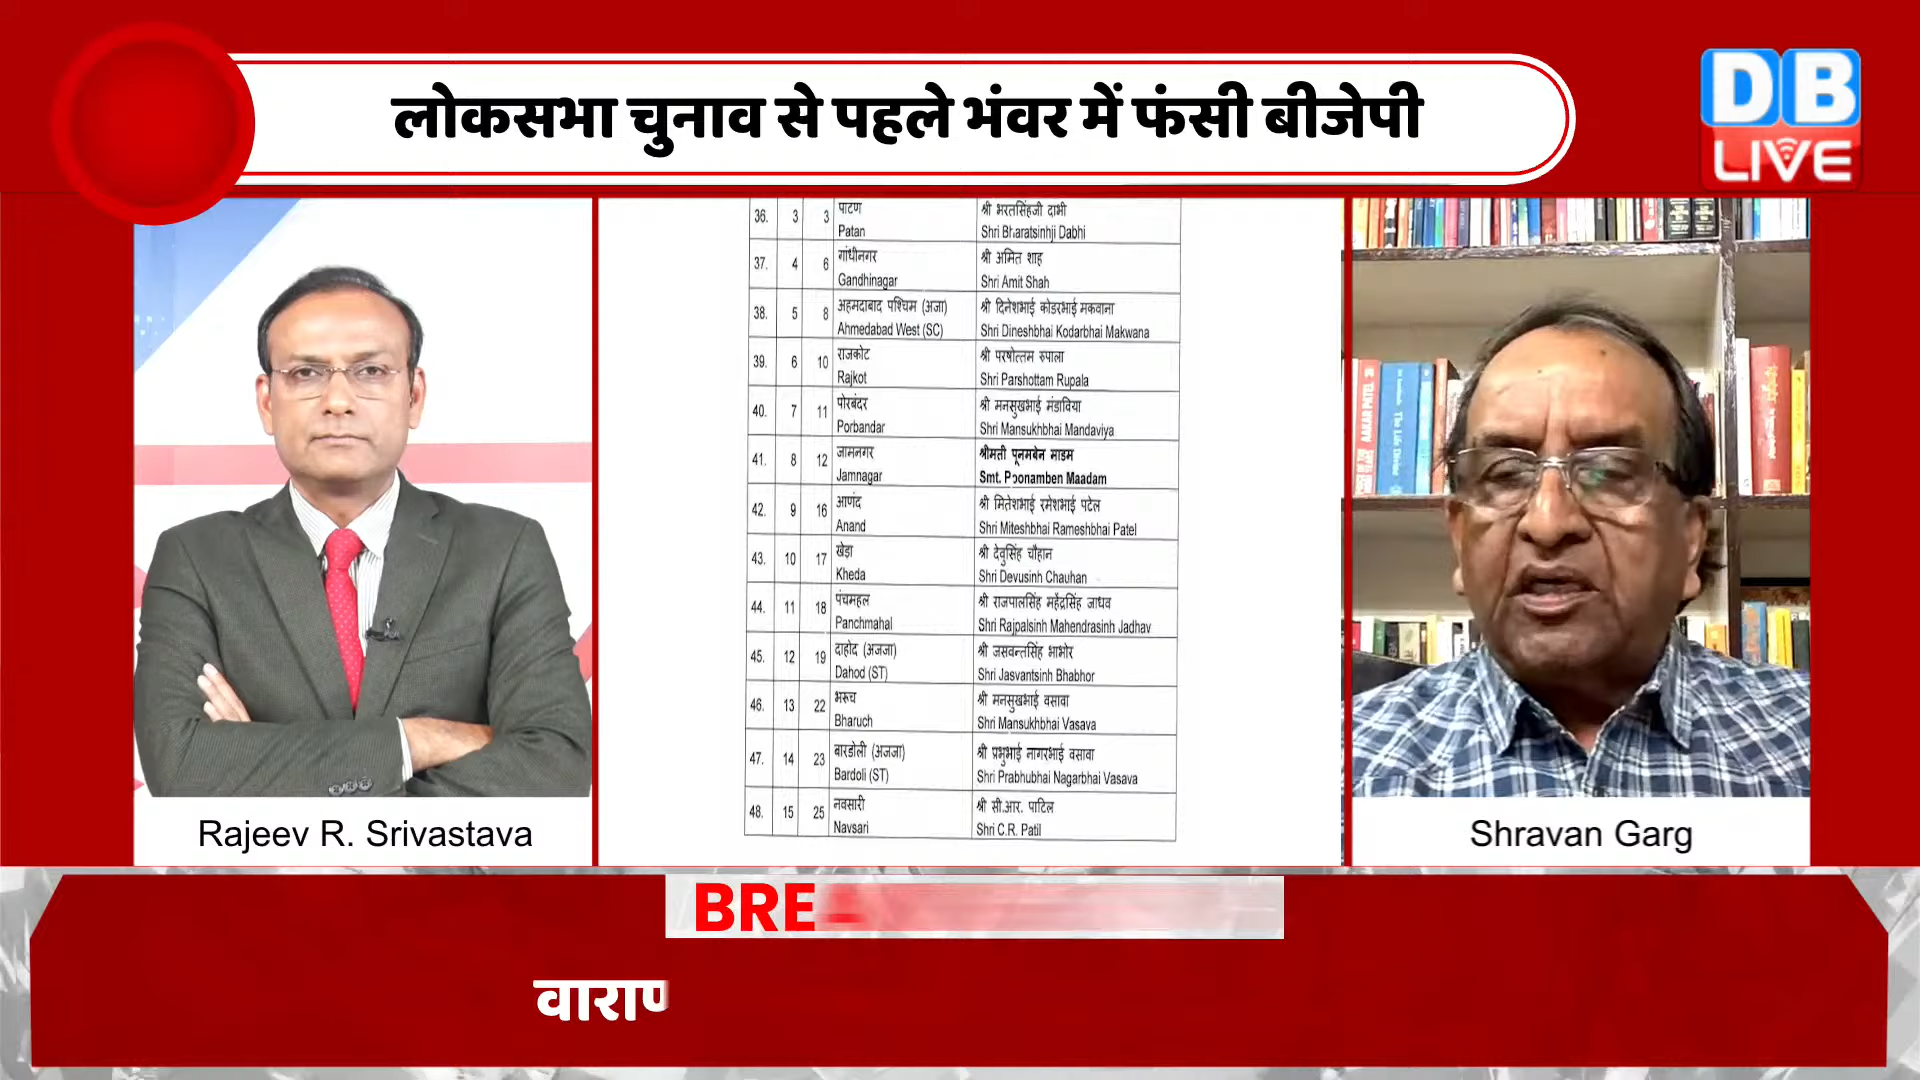 लोकसभा चुनाव से पहले भंवर में फंसी बीजेपी
DB
LIVE
36. 3 3 पाटण श्री भरतसिंहजी दाभी
Patan Shri Bharatsinhji Dabhi
37. 4 6 गांधीनगर श्री अमित शाह
Gandhinagar Shri Amit Shah
38. 5 8 अहमदाबाद पश्चिम (अजा) श्री दिनेशभाई कोडरभाई मकवाना
Ahmedabad West (SC) Shri Dineshbhai Kodarbhai Makwana
39. 6 10 राजकोट श्री परषोत्तम रुपाला
Rajkot Shri Parshottam Rupala
40. 7 11 पोरबंदर श्री मनसुखभाई मंडाविया
Porbandar Shri Mansukhbhai Mandaviya
41. 8 12 जामनगर श्रीमती पूनमबेन माडम
Jamnagar Smt. Poonamben Maadam
42. 9 16 आणंद श्री मितेशभाई रमेशभाई पटेल
Anand Shri Miteshbhai Rameshbhai Patel
43. 10 17 खेड़ा श्री देवुसिंह चौहान
Kheda Shri Devusinh Chauhan
44. 11 18 पंचमहल श्री राजपालसिंह महेंद्रसिंह जाधव
Panchmahal Shri Rajpalsinh Mahendrasinh Jadhav
45. 12 19 दाहोद (अजजा) श्री जसवन्तसिंह भाभोर
Dahod (ST) Shri Jasvantsinh Bhabhor
46. 13 22 भरूच श्री मनसुखभाई वसावा
Bharuch Shri Mansukhbhai Vasava
47. 14 23 बारडोली (अजजा) श्री प्रभुभाई नागरभाई वसावा
Bardoli (ST) Shri Prabhubhai Nagarbhai Vasava
48. 15 25 नवसारी श्री सी.आर. पाटिल
Navsari Shri C.R. Patil
AAKAR PATEL
The Life Divine
Rajeev R. Srivastava
Shravan Garg
BRE
वाराण